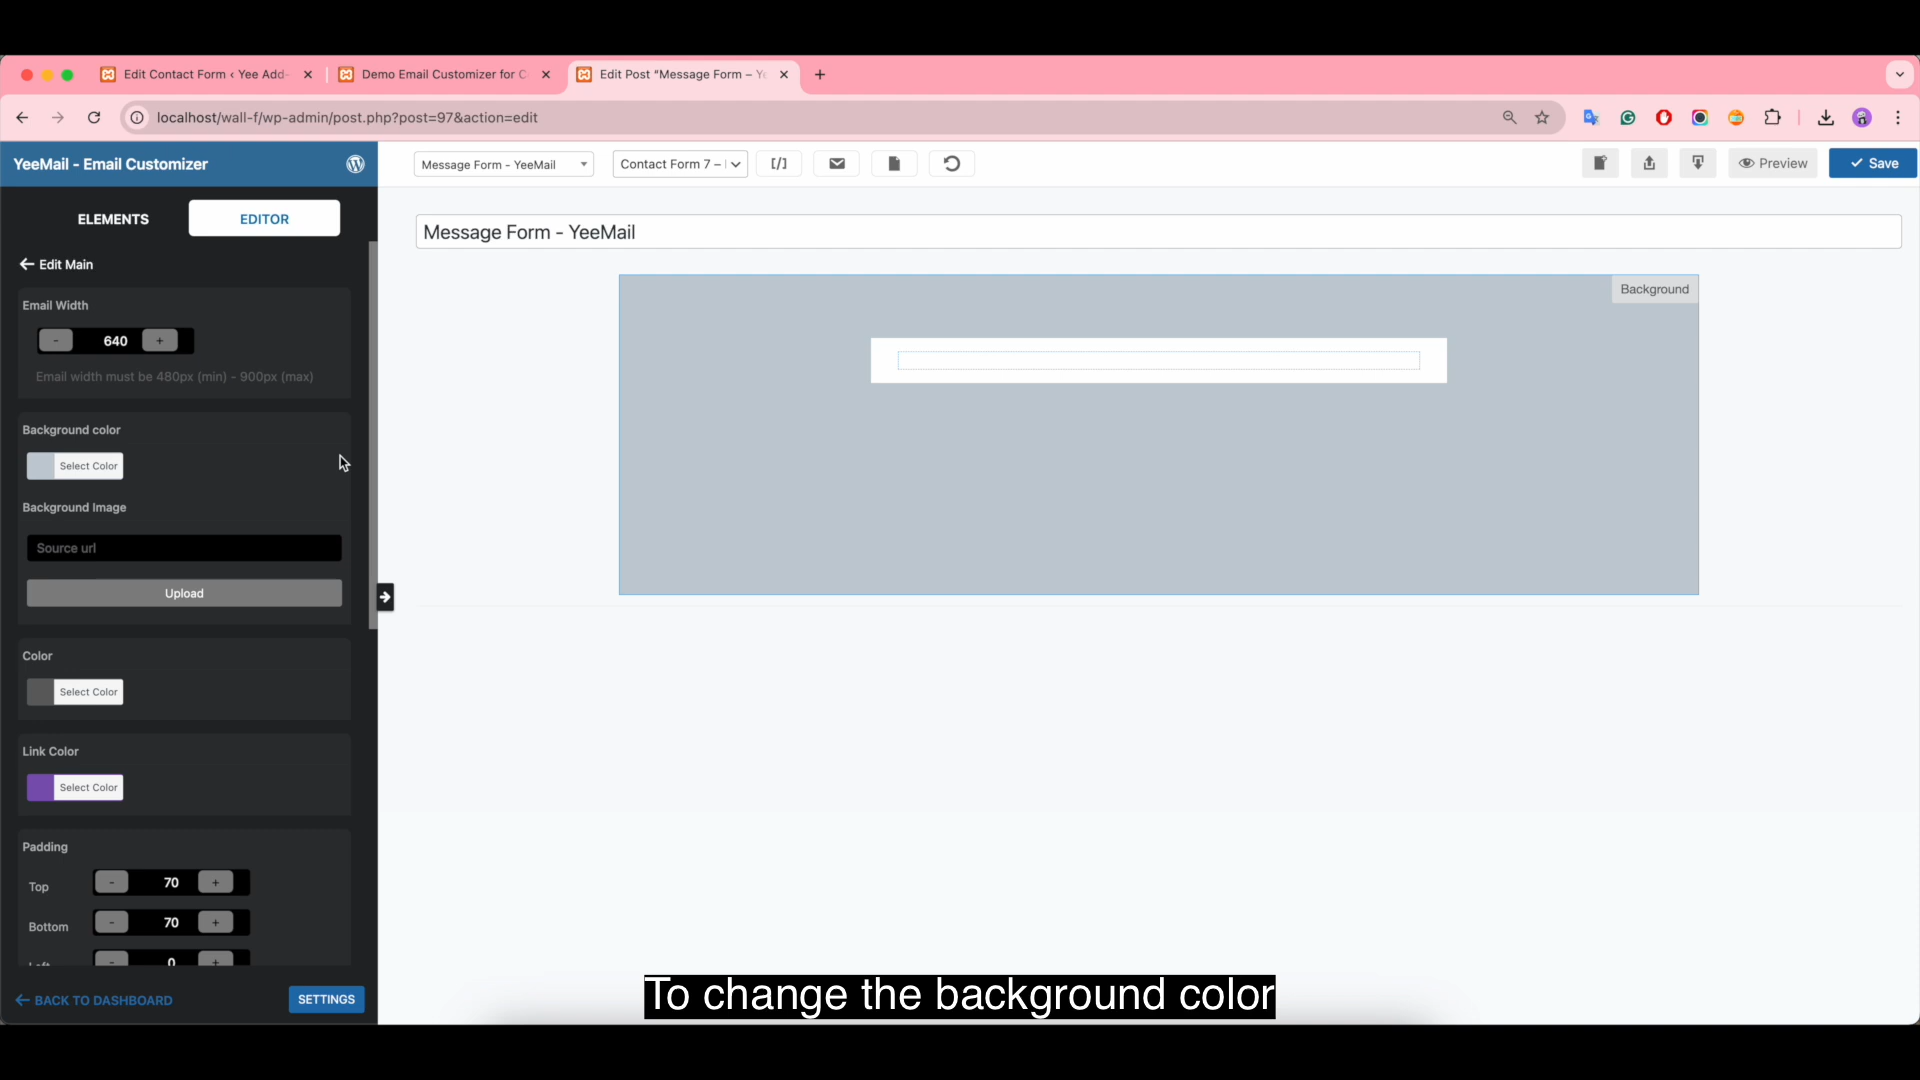 Edit Contact Form ‹ Yee Add-
Demo Email Customizer for C
Edit Post “Message Form – Ye
localhost/wall-f/wp-admin/post.php?post=97&action=edit
YeeMail - Email Customizer
Message Form - YeeMail
Contact Form 7 –
[/]
Preview
Save
ELEMENTS
EDITOR
Message Form - YeeMail
Edit Main
Background
Email Width
- 640 +
Email width must be 480px (min) - 900px (max)
Background color
Select Color
Background Image
Source url
Upload
Color
Select Color
Link Color
Select Color
Padding
Top - 70 +
Bottom - 70 +
Left - 0 +
BACK TO DASHBOARD
SETTINGS
To change the background color